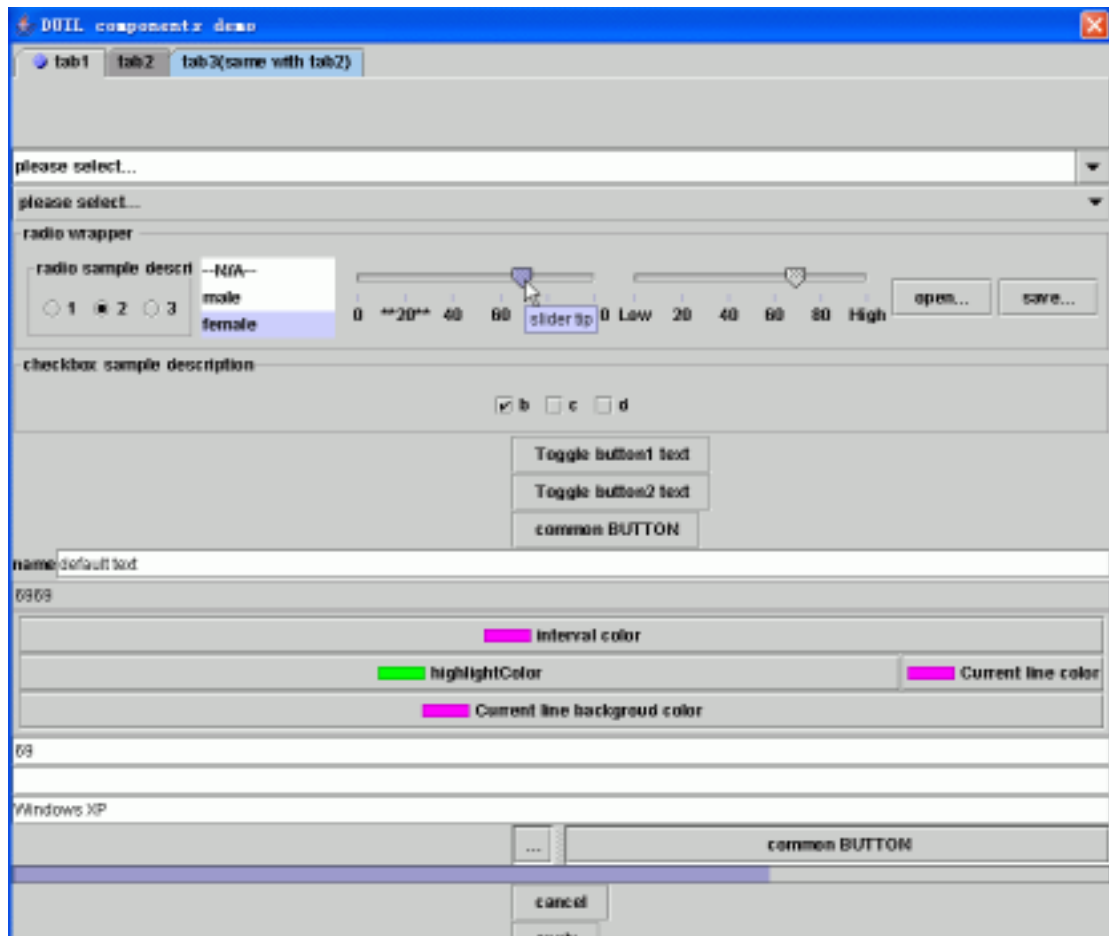 DUIL components demo
tab1 tab2 tab3(same with tab2)
please select...
please select...
radio wrapper
radio sample descri
--N/A--
male
female
1 2 3
0 **20** 40 60 0
slider tip
Low 20 40 60 80 High
open... save...
checkbox sample description
b c d
Toggle button1 text
Toggle button2 text
common BUTTON
name default text
6969
interval color
highlightColor Current line color
Current line backgroud color
69
Windows XP
... common BUTTON
cancel